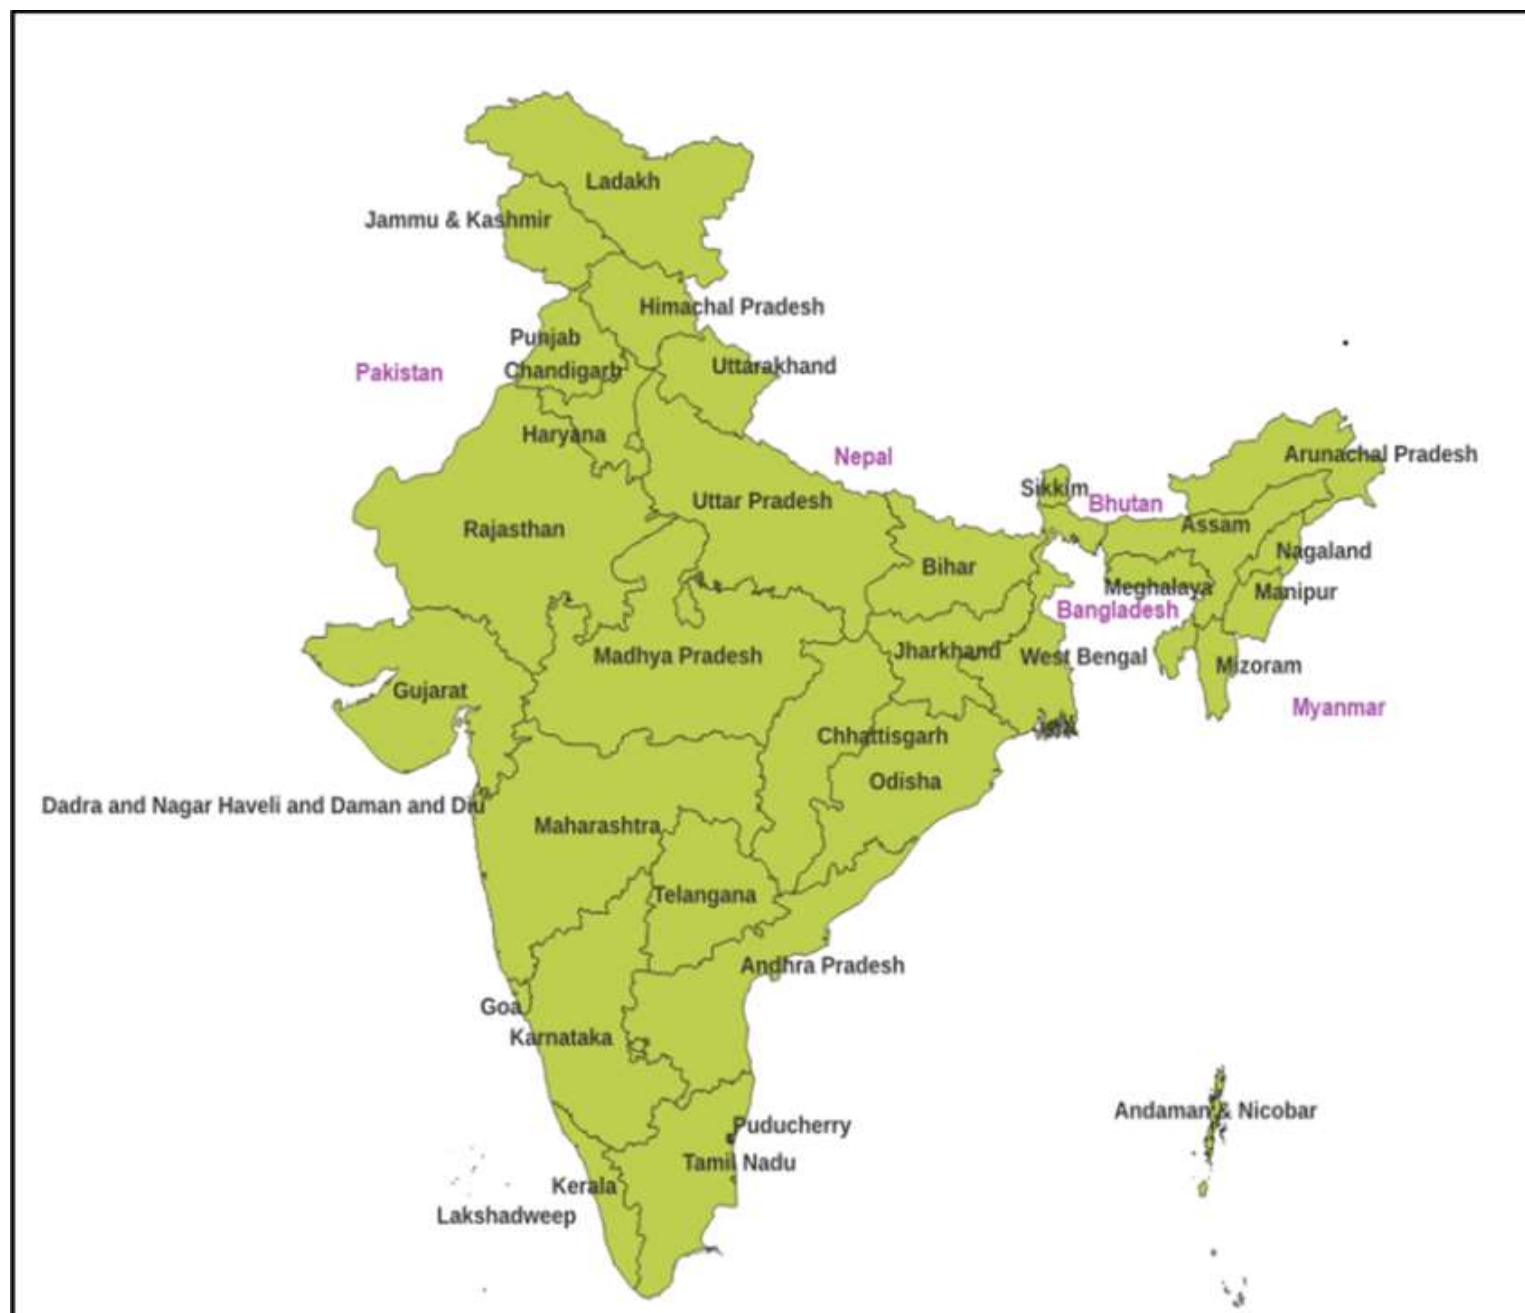 Ladakh
Jammu & Kashmir
Himachal Pradesh
Punjab
Uttarakhand
Chandigarh
Pakistan
Haryana
Nepal
Arunachal Pradesh
Sikkim
Uttar Pradesh
Bhutan
Assam
Rajasthan
Nagaland
Bihar
Meghalaya
Manipur
Bangladesh
Jharkhand
Madhya Pradesh
West Bengal
Mizoram
Gujarat
Myanmar
Chhattisgarh
Odisha
Dadra and Nagar Haveli and Daman and Diu
Maharashtra
Telangana
Andhra Pradesh
Goa
Karnataka
Andaman & Nicobar
Puducherry
Tamil Nadu
Kerala
Lakshadweep